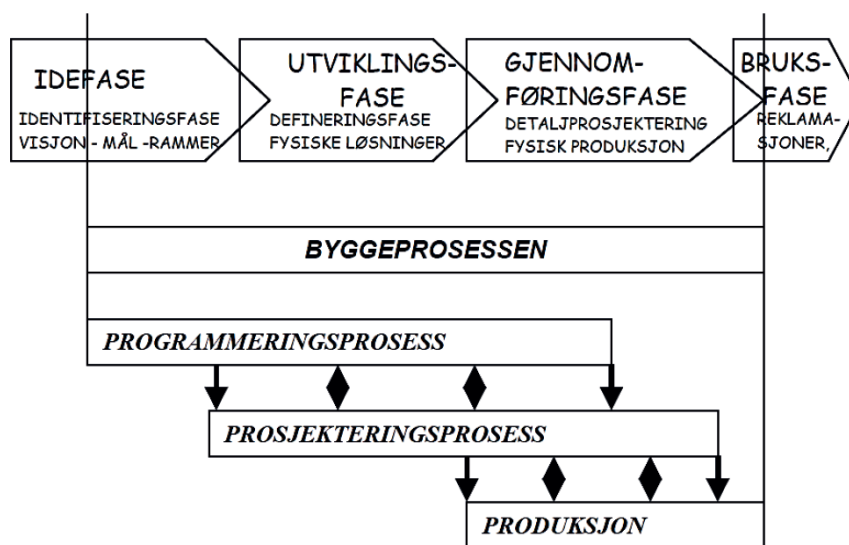 IDEFASE
IDENTIFISERINGSFASE
VISJON - MÅL -RAMMER
UTVIKLINGS-
FASE
DEFINERINGSFASE
FYSISKE LØSNINGER
GJENNOM-
FØRINGSFASE
DETALJPROSJEKTERING
FYSISK PRODUKSJON
BRUKS-
FASE
REKLAMA-
SJONER,
BYGGEPROSESSEN
PROGRAMMERINGSPROSESS
PROSJEKTERINGSPROSESS
PRODUKSJON